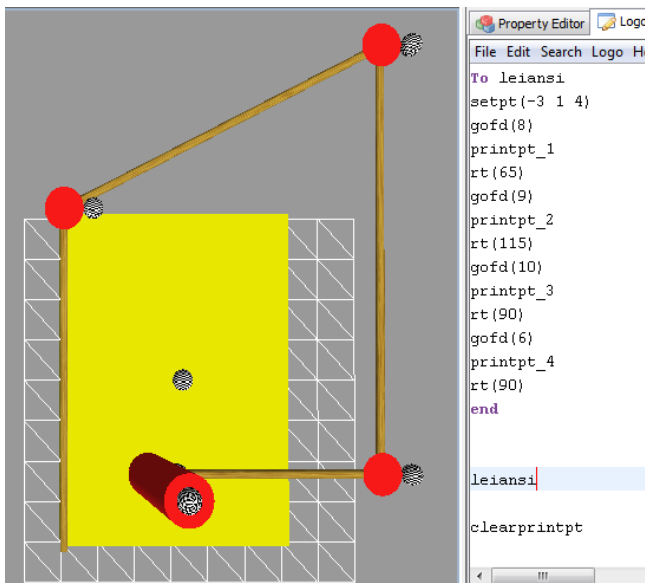 Property Editor Logo
File Edit Search Logo He
To leiansi
setpt(-3 1 4)
gofd(8)
printpt_1
rt(65)
gofd(9)
printpt_2
rt(115)
gofd(10)
printpt_3
rt(90)
gofd(6)
printpt_4
rt(90)
end
leiansi
clearprintpt